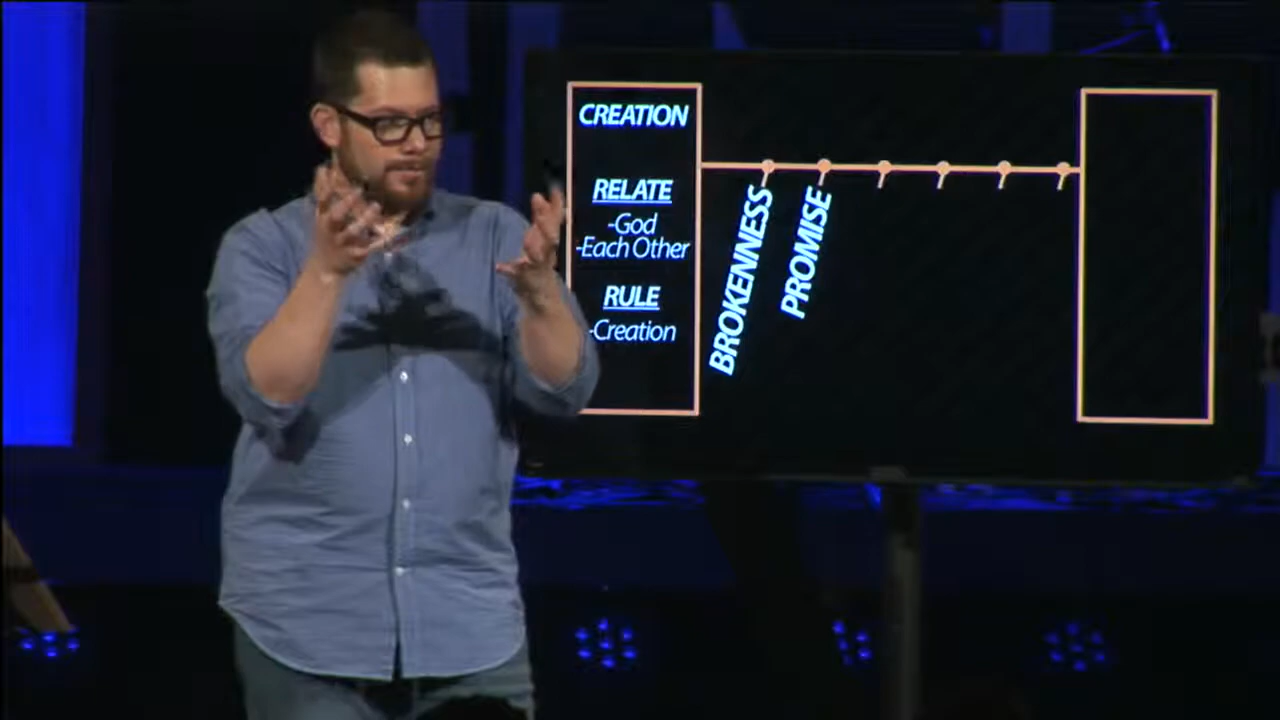 CREATION
RELATE
-God
-Each Other
RULE
-Creation
BROKENNESS
PROMISE